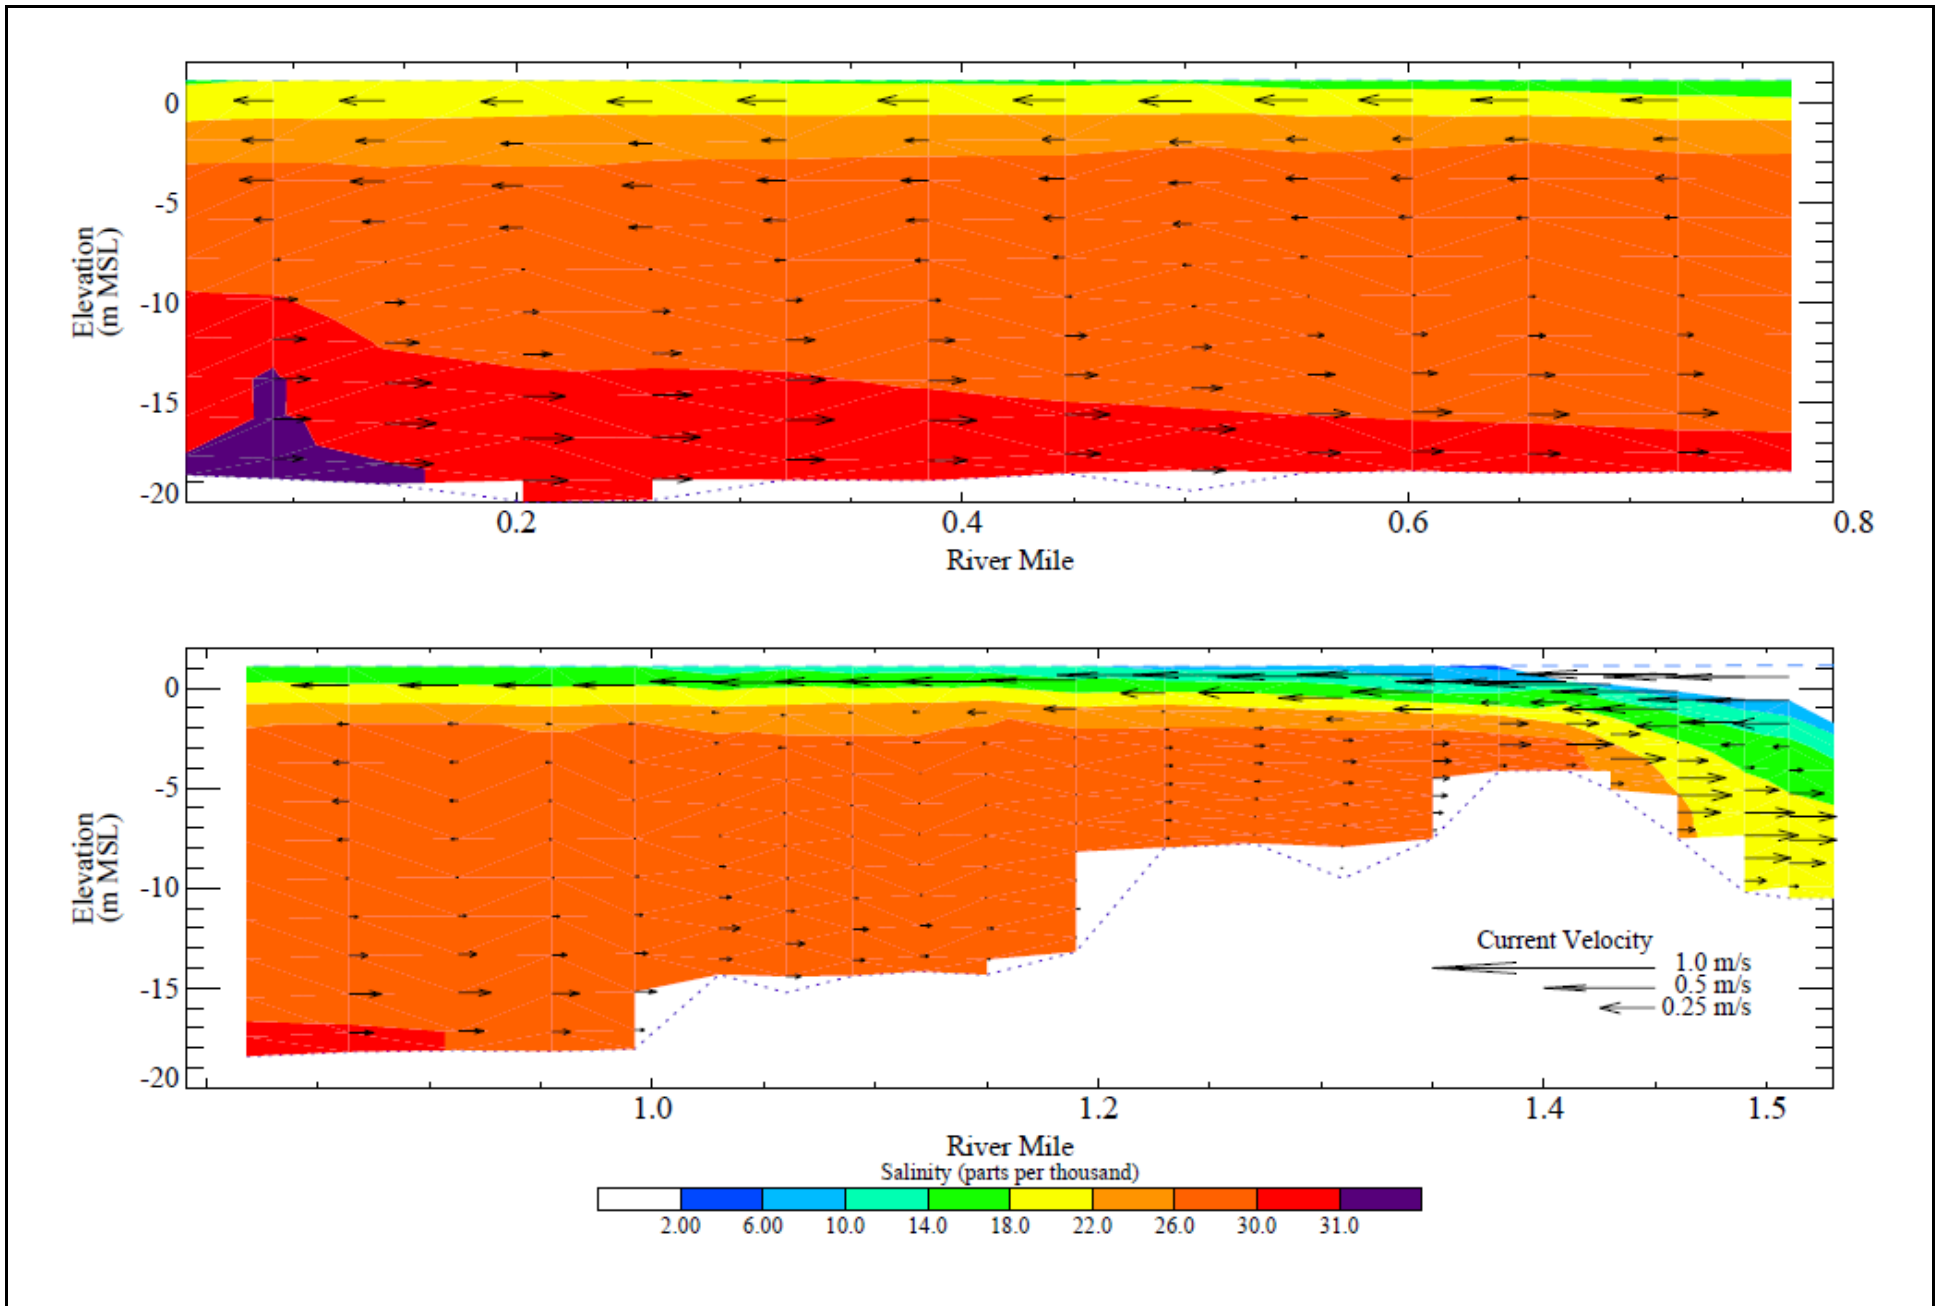 0
-5
-10
-15
-20
Elevation
(m MSL)
0.2 0.4 0.6 0.8
River Mile
0
-5
-10
-15
-20
Elevation
(m MSL)
Current Velocity
1.0 m/s
0.5 m/s
0.25 m/s
1.0 1.2 1.4 1.5
River Mile
Salinity (parts per thousand)
2.00 6.00 10.0 14.0 18.0 22.0 26.0 30.0 31.0